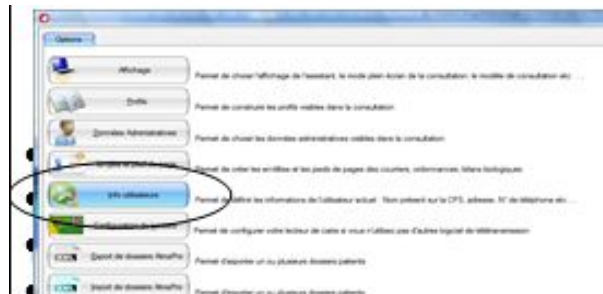 Options
Affichage
Permet de choisir l'affichage de l'assistant, le mode plein écran de la consultation, le modèle de consultation etc ...
Profils
Permet de construire les profils visibles dans la consultation
Données Administratives
Permet de choisir les données administratives visibles dans la consultation
Permet de créer les entêtes et les pieds de pages des courriers, ordonnances, bilans biologiques
Info utilisateurs
Permet de définir les informations de l'utilisateur actuel : Nom présent sur la CPS, adresse, N° de téléphone etc ...
Configuration du lecteur
Permet de configurer votre lecteur de carte si vous n'utilisez pas d'autres logiciel de télétransmission
Export de dossiers AlmaPro
Permet d'exporter un ou plusieurs dossiers patients
Import de dossiers AlmaPro
Permet d'importer un ou plusieurs dossiers patients